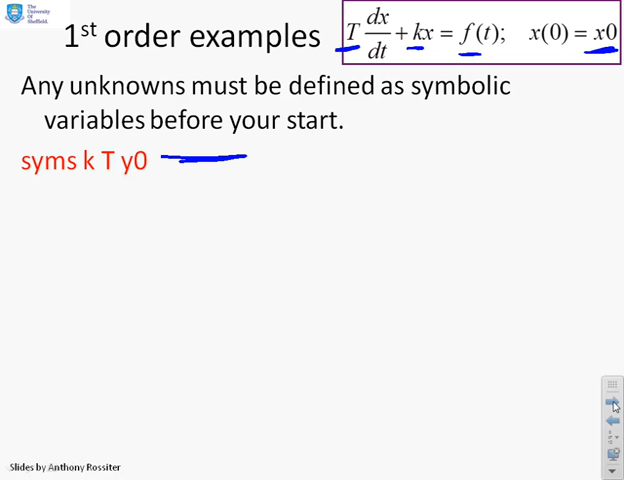 The University Of Sheffield.
1st order examples
T dx/dt + kx = f(t); x(0) = x0
Any unknowns must be defined as symbolic
variables before your start.
syms k T y0
Slides by Anthony Rossiter